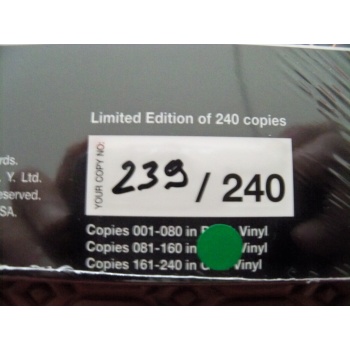 Limited Edition of 240 copies
YOUR COPY NO:
239 / 240
rds.
Y. Ltd.
eserved.
SA.
Copies 001-080 in Vinyl
Copies 081-160 in Vinyl
Copies 161-240 in Vinyl